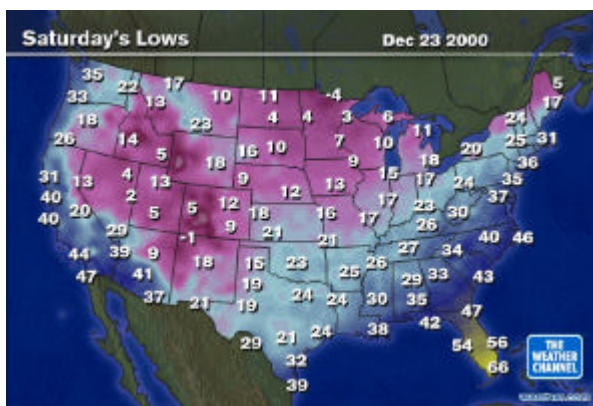 Saturday's Lows Dec 23 2000
35 22 17 10 11 -4 5
33 13 17
18 23 4 4 3 6 24
26 14 16 10 7 10 11 25 31
5 18 9 18 20 36
31 13 4 13 9 12 13 15 17 24 35
40 2 5 12 18 16 17 23 37
40 20 5 9 21 17 26 30
29 -1 21 27 40 46
44 39 9 18 15 23 26 34
47 41 19 25 29 33 43
37 21 19 24 24 30 35
29 21 24 38 42 47
32 54 56
39 66
THE
WEATHER
CHANNEL
weather.com